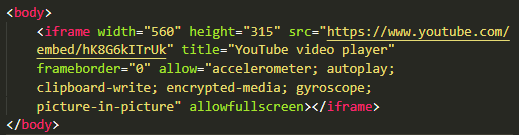 <body>
<iframe width="560" height="315" src="https://www.youtube.com/
embed/hK8G6kITrUk" title="YouTube video player"
frameborder="0" allow="accelerometer; autoplay;
clipboard-write; encrypted-media; gyroscope;
picture-in-picture" allowfullscreen></iframe>
</body>